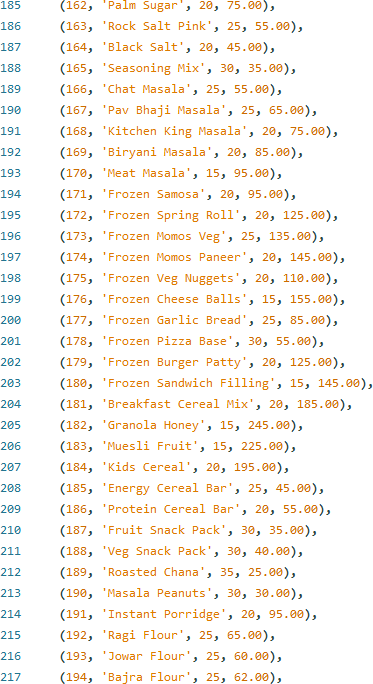 185 (162, 'Palm Sugar', 20, 75.00),
186 (163, 'Rock Salt Pink', 25, 55.00),
187 (164, 'Black Salt', 20, 45.00),
188 (165, 'Seasoning Mix', 30, 35.00),
189 (166, 'Chat Masala', 25, 55.00),
190 (167, 'Pav Bhaji Masala', 25, 65.00),
191 (168, 'Kitchen King Masala', 20, 75.00),
192 (169, 'Biryani Masala', 20, 85.00),
193 (170, 'Meat Masala', 15, 95.00),
194 (171, 'Frozen Samosa', 20, 95.00),
195 (172, 'Frozen Spring Roll', 20, 125.00),
196 (173, 'Frozen Momos Veg', 25, 135.00),
197 (174, 'Frozen Momos Paneer', 20, 145.00),
198 (175, 'Frozen Veg Nuggets', 20, 110.00),
199 (176, 'Frozen Cheese Balls', 15, 155.00),
200 (177, 'Frozen Garlic Bread', 25, 85.00),
201 (178, 'Frozen Pizza Base', 30, 55.00),
202 (179, 'Frozen Burger Patty', 20, 125.00),
203 (180, 'Frozen Sandwich Filling', 15, 145.00),
204 (181, 'Breakfast Cereal Mix', 20, 185.00),
205 (182, 'Granola Honey', 15, 245.00),
206 (183, 'Muesli Fruit', 15, 225.00),
207 (184, 'Kids Cereal', 20, 195.00),
208 (185, 'Energy Cereal Bar', 25, 45.00),
209 (186, 'Protein Cereal Bar', 20, 55.00),
210 (187, 'Fruit Snack Pack', 30, 35.00),
211 (188, 'Veg Snack Pack', 30, 40.00),
212 (189, 'Roasted Chana', 35, 25.00),
213 (190, 'Masala Peanuts', 30, 30.00),
214 (191, 'Instant Porridge', 20, 95.00),
215 (192, 'Ragi Flour', 25, 65.00),
216 (193, 'Jowar Flour', 25, 60.00),
217 (194, 'Bajra Flour', 25, 62.00),